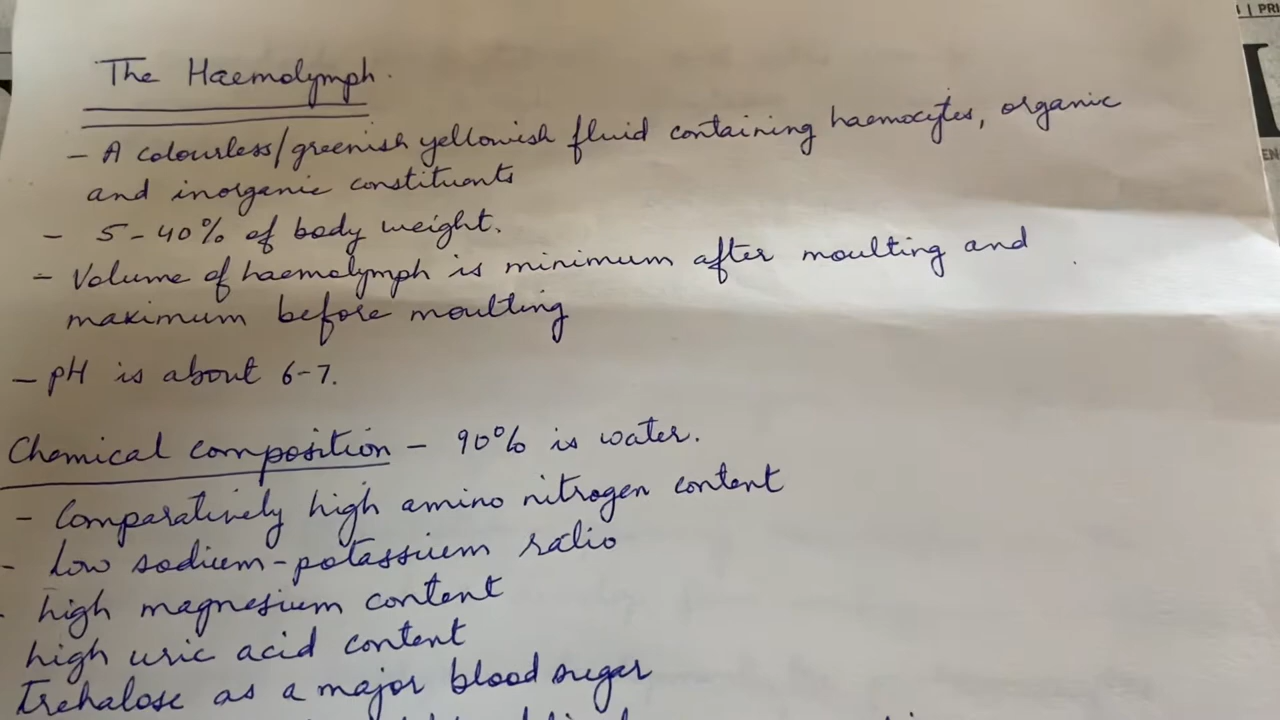 The Haemolymph.
- A colourless/greenish yellowish fluid containing haemocytes, organic
and inorganic constituents
- 5-40% of body weight.
- Volume of haemolymph is minimum after moulting and
maximum before moulting
- pH is about 6-7.
Chemical composition - 90% is water.
- Comparatively high amino nitrogen content
- low sodium-potassium ratio
- high magnesium content
high uric acid content
Trehalose as a major blood sugar
| PRI
EN